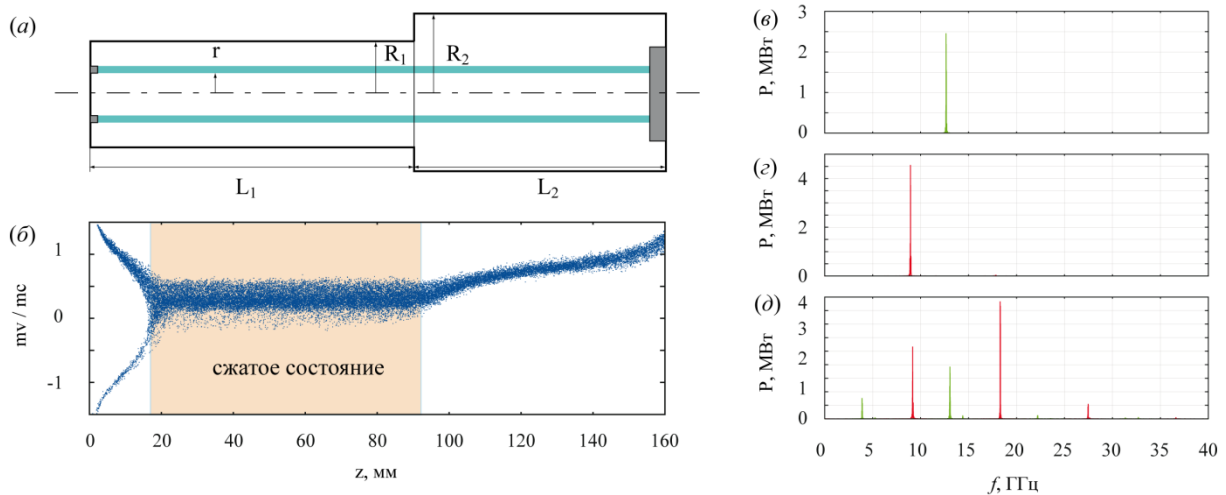 (а)
r
R1
R2
L1
L2
(б)
1
0
-1
mv / mc
сжатое состояние
0 20 40 60 80 100 120 140 160
z, мм
(в)
3
2
1
0
P, МВт
(г)
4
2
0
P, МВт
(д)
4
2
0
P, МВт
0 5 10 15 20 25 30 35 40
f, ГГц